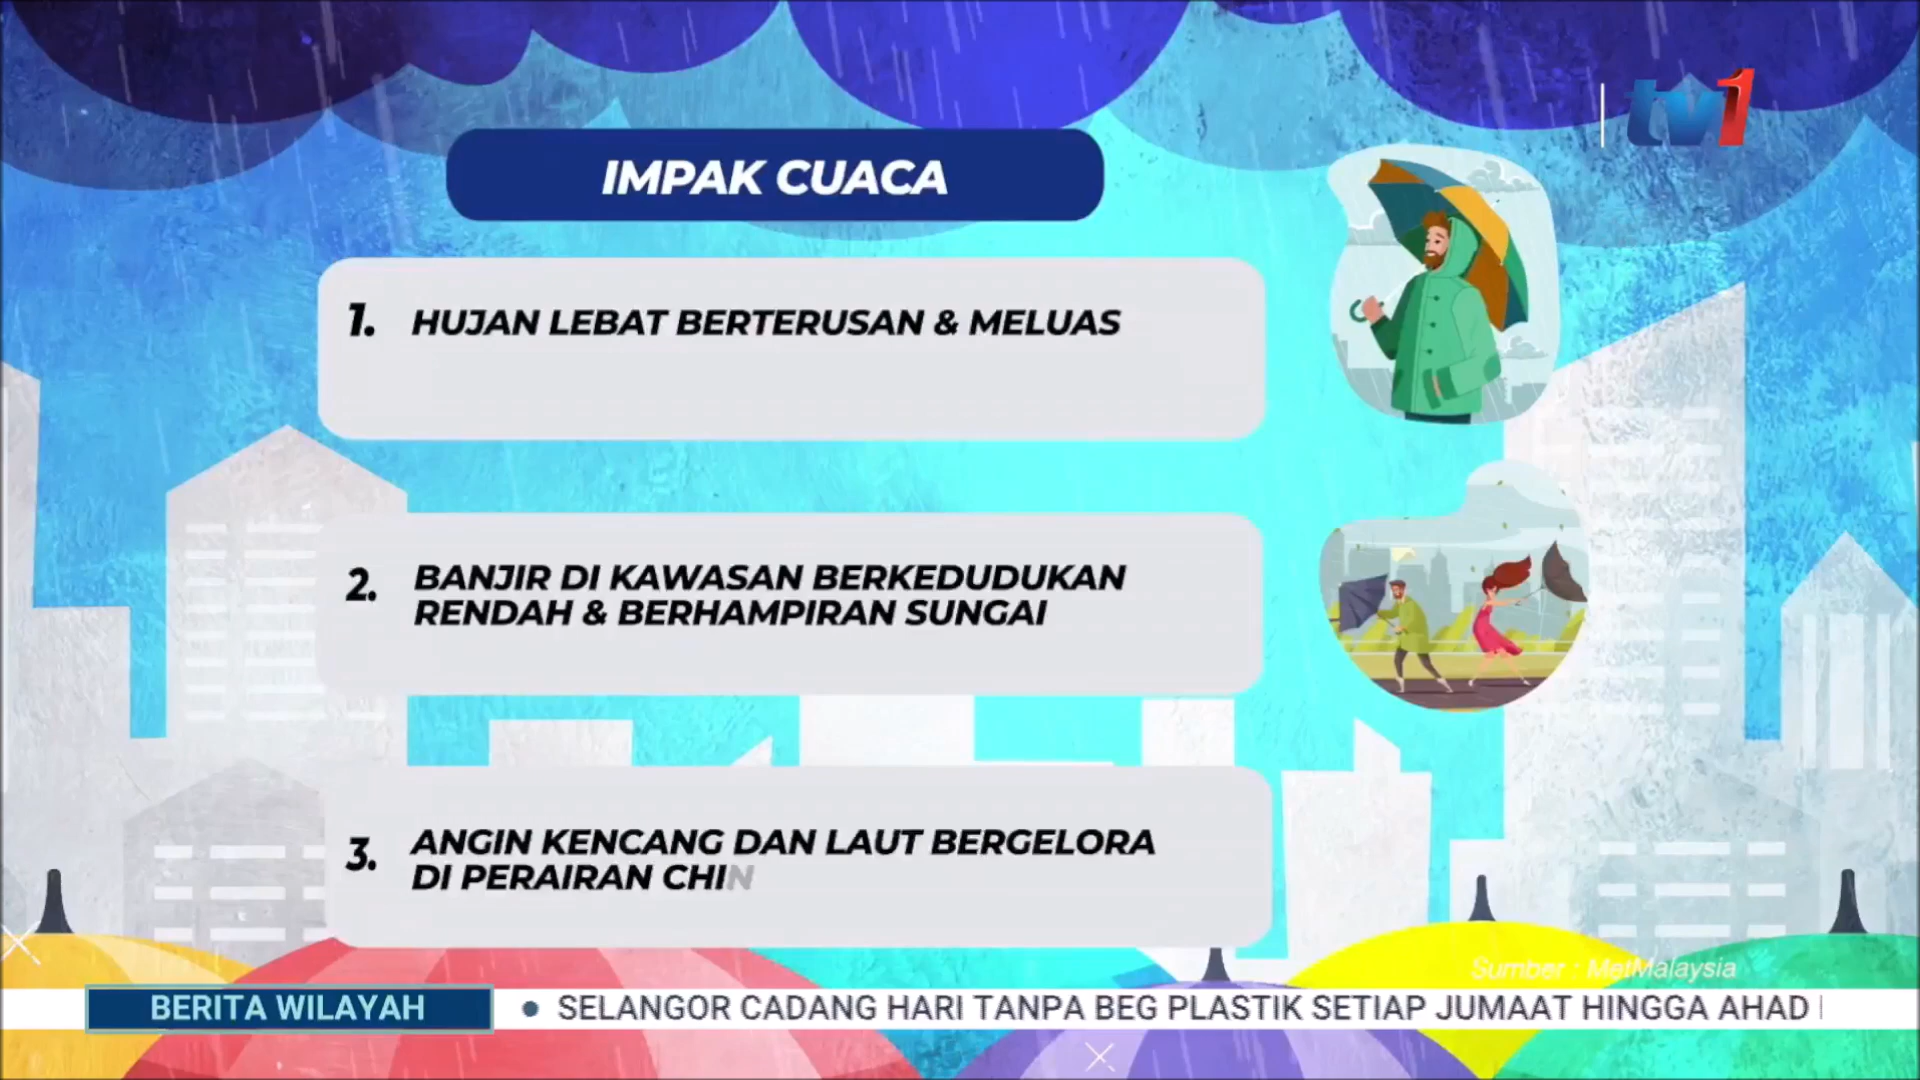 tv1
IMPAK CUACA
1. HUJAN LEBAT BERTERUSAN & MELUAS
2. BANJIR DI KAWASAN BERKEDUDUKAN
RENDAH & BERHAMPIRAN SUNGAI
3. ANGIN KENCANG DAN LAUT BERGELORA
DI PERAIRAN CHIN
Sumber : MetMalaysia
BERITA WILAYAH
• SELANGOR CADANG HARI TANPA BEG PLASTIK SETIAP JUMAAT HINGGA AHAD